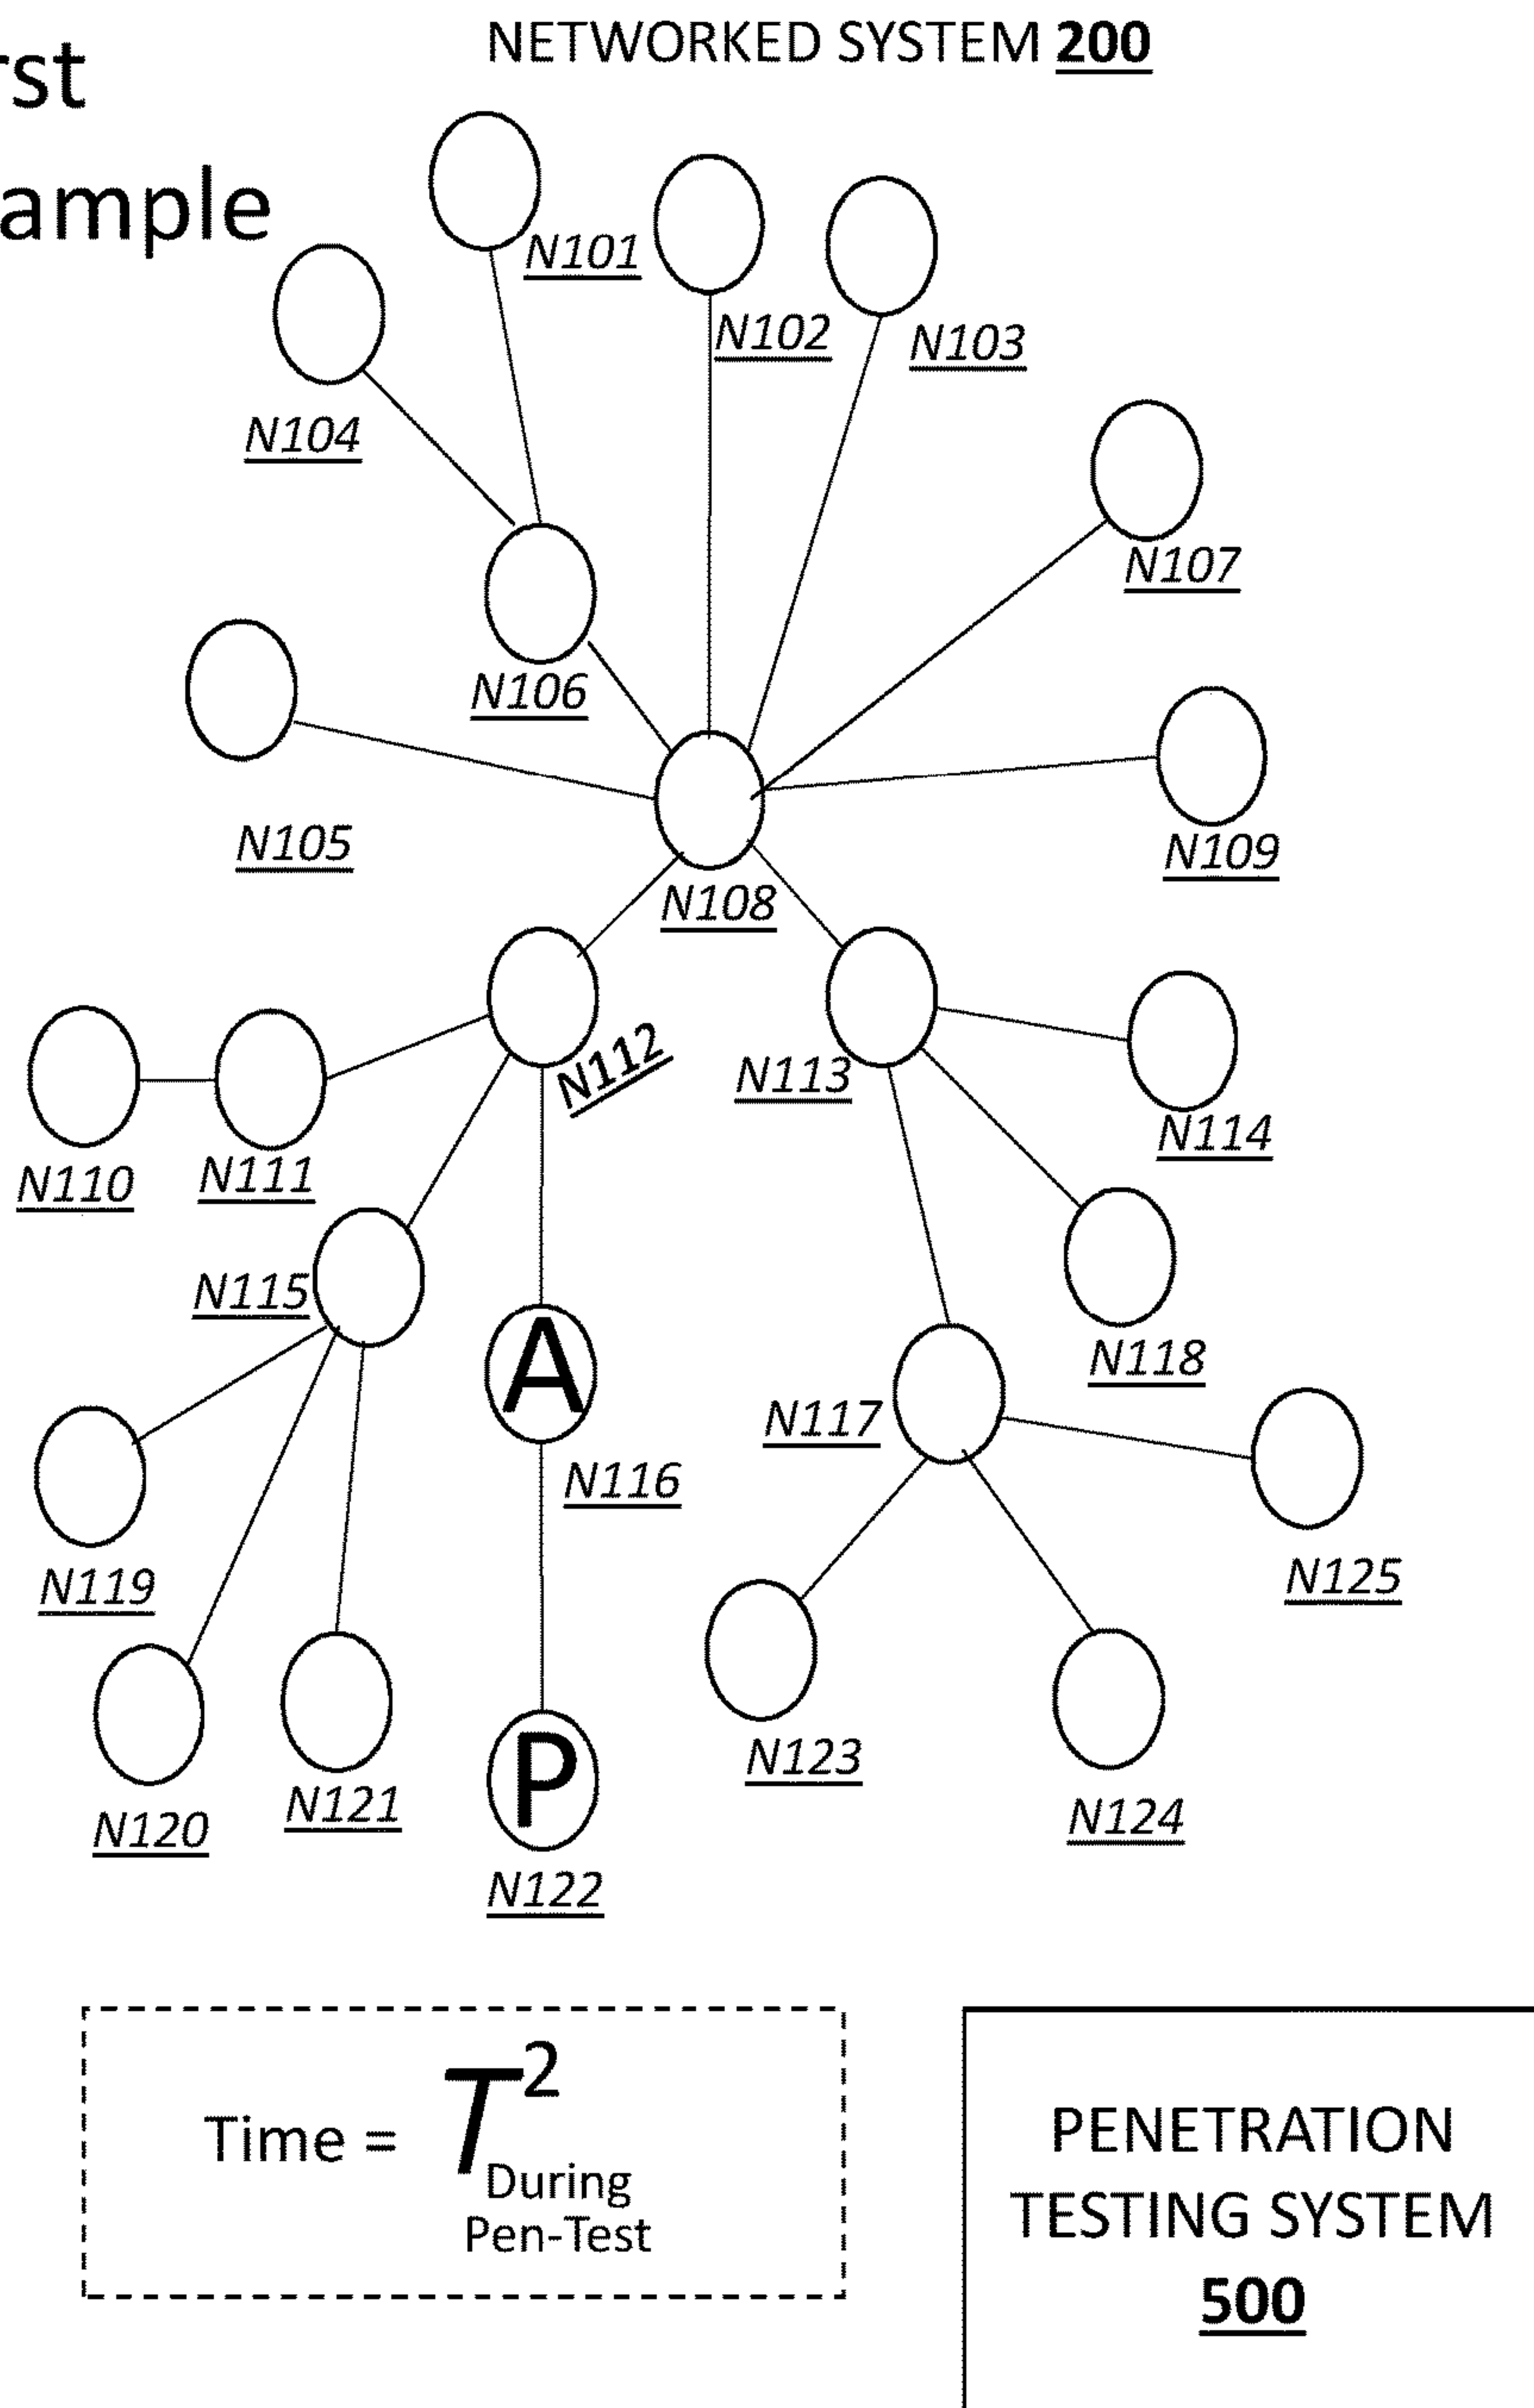 NETWORKED SYSTEM 200
rst
ample
N101
N102
N103
N104
N107
N106
N105
N109
N108
N112
N113
N114
N110
N111
N115
A
N118
N117
N116
N125
N119
P
N123
N121
N124
N120
N122
Time = T 2
During
Pen-Test
PENETRATION
TESTING SYSTEM
500